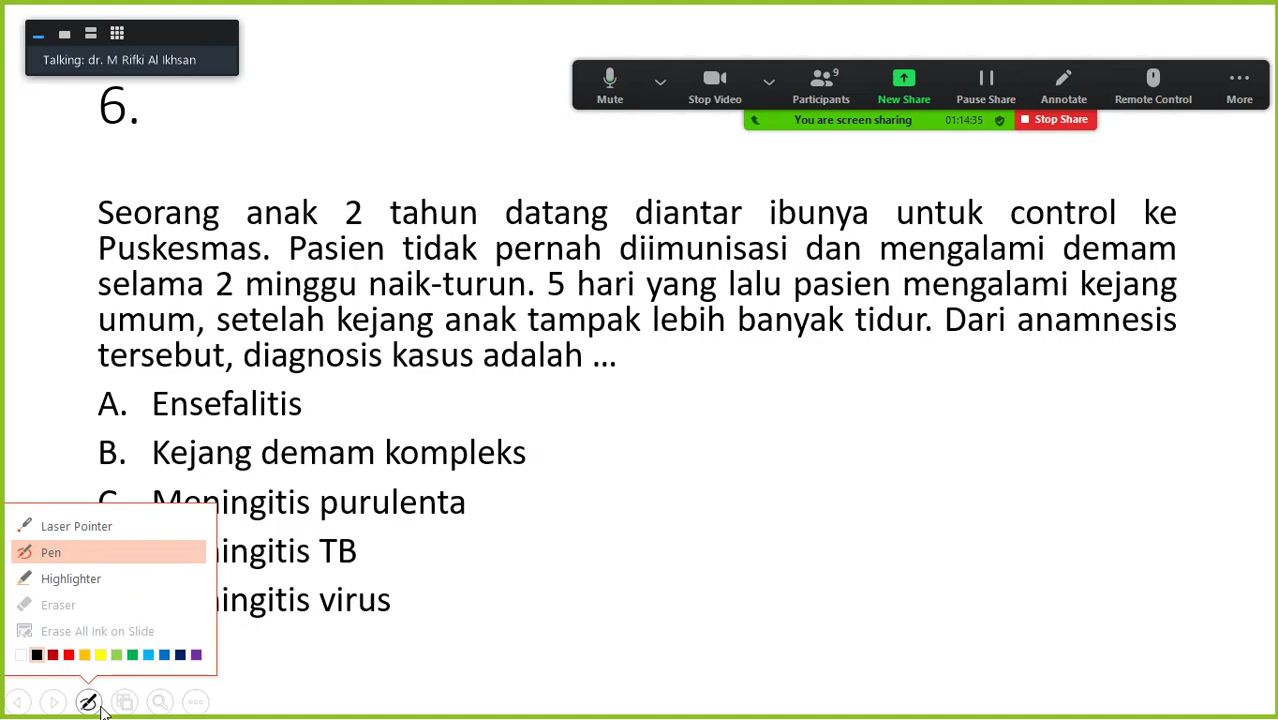 Talking: dr. M Rifki Al Ikhsan
9
Mute
Stop Video
Participants
New Share
Pause Share
Annotate
Remote Control
More
You are screen sharing
01:14:35
Stop Share
6.
Seorang anak 2 tahun datang diantar ibunya untuk control ke
Puskesmas. Pasien tidak pernah diimunisasi dan mengalami demam
selama 2 minggu naik-turun. 5 hari yang lalu pasien mengalami kejang
umum, setelah kejang anak tampak lebih banyak tidur. Dari anamnesis
tersebut, diagnosis kasus adalah ...
A. Ensefalitis
B. Kejang demam kompleks
C. Meningitis purulenta
ingitis TB
ingitis virus
Laser Pointer
Pen
Highlighter
Eraser
Erase All Ink on Slide